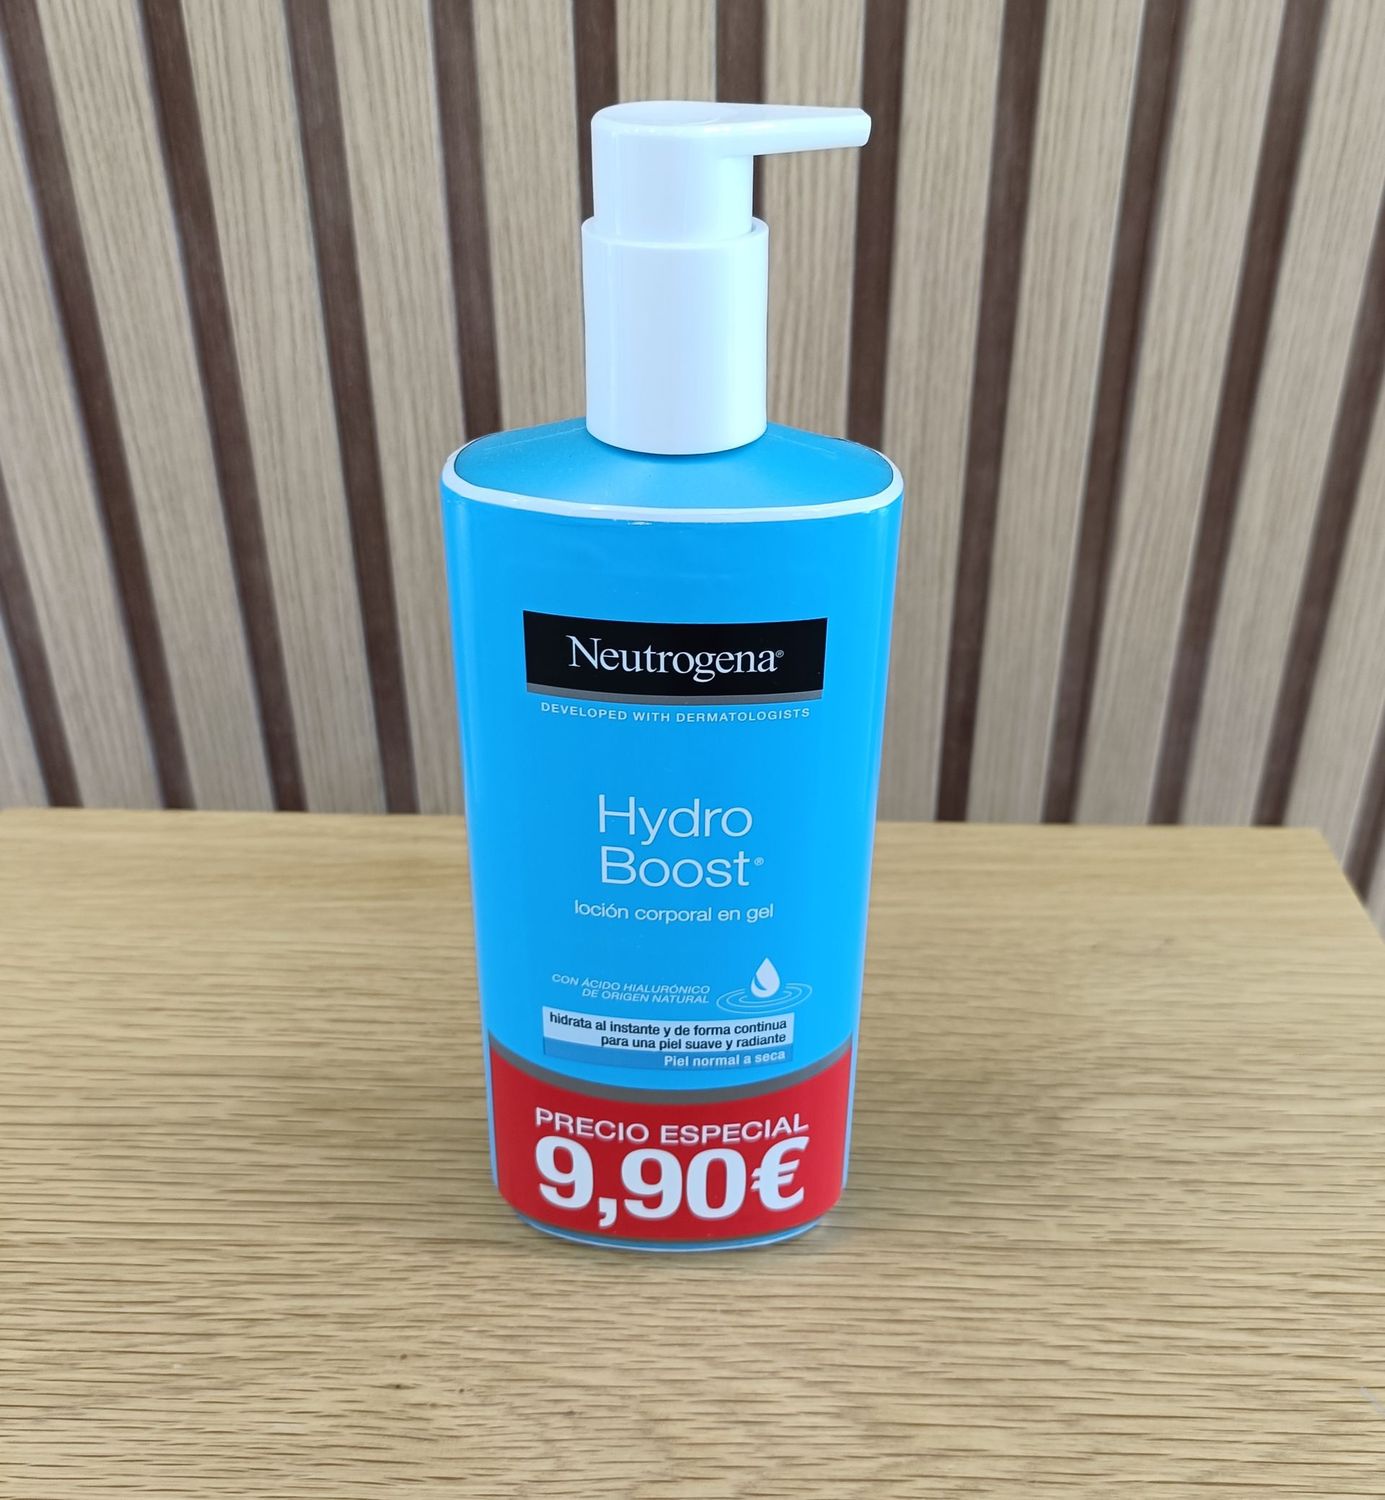 Neutrogena®
DEVELOPED WITH DERMATOLOGISTS
Hydro
Boost®
loción corporal en gel
CON ÁCIDO HIALURÓNICO
DE ORIGEN NATURAL
hidrata al instante y de forma continua
para una piel suave y radiante
Piel normal a seca
PRECIO ESPECIAL
9,90€